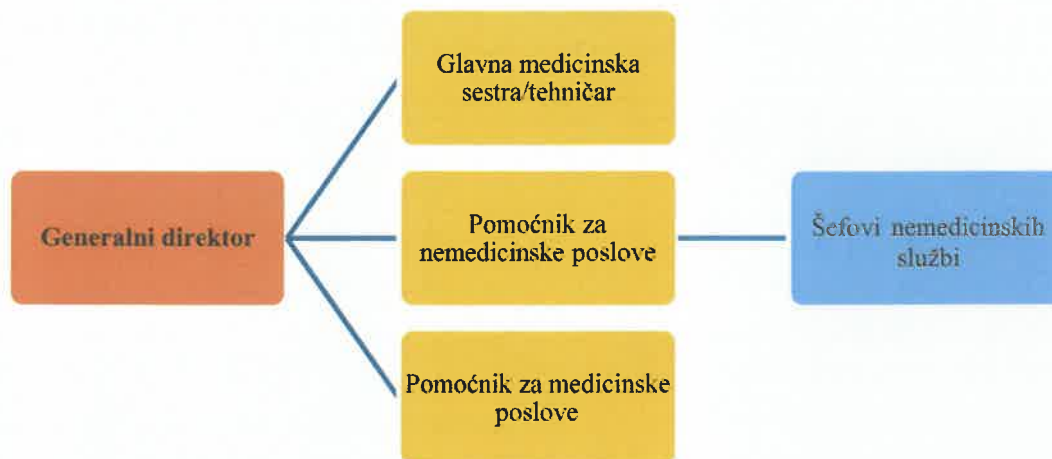 Glavna medicinska
sestra/tehničar
Generalni direktor
Pomoćnik za
nemedicinske poslove
Šefovi nemedicinskih
službi
Pomoćnik za medicinske
poslove